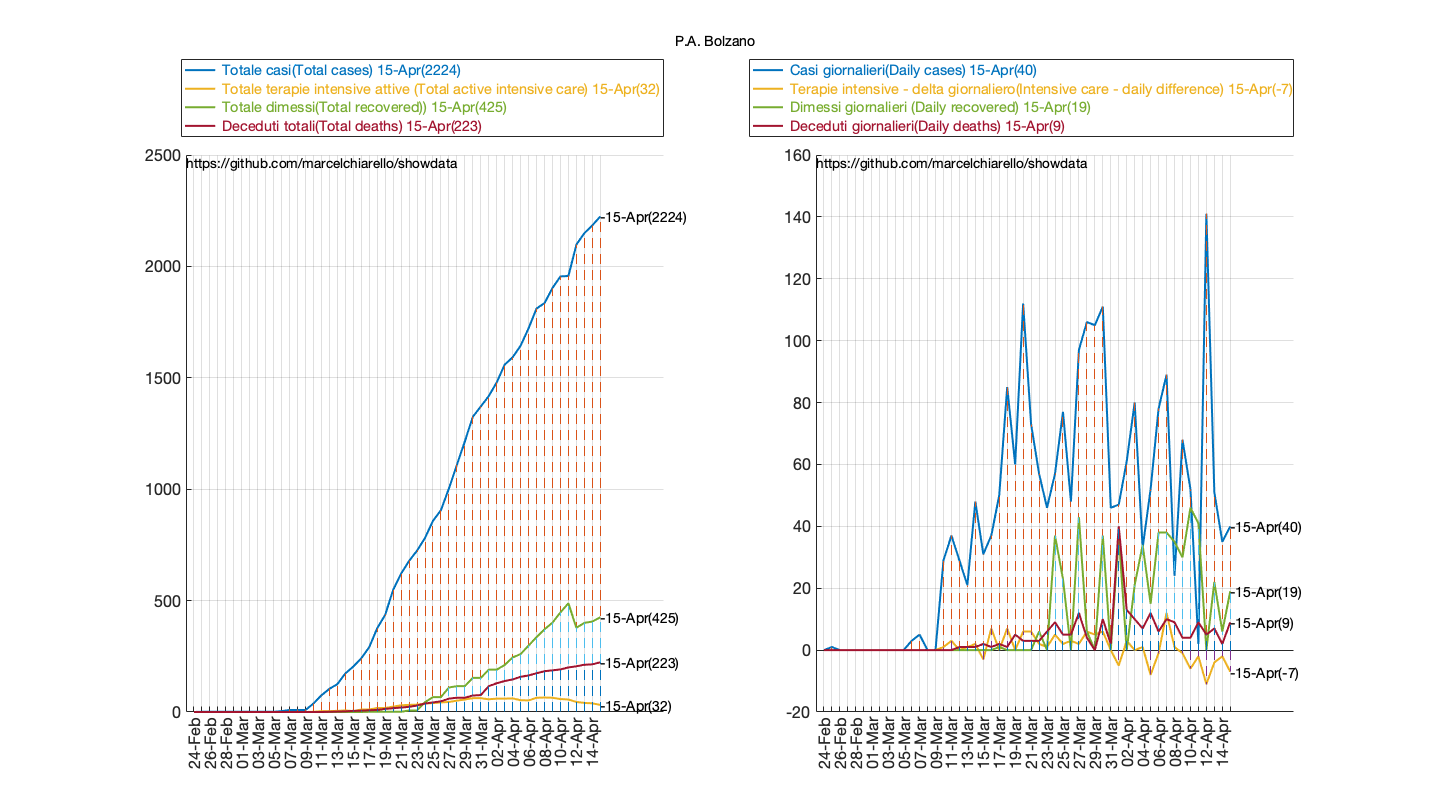 P.A. Bolzano
Totale casi(Total cases) 15-Apr(2224)
Totale terapie intensive attive (Total active intensive care) 15-Apr(32)
Totale dimessi(Total recovered)) 15-Apr(425)
Deceduti totali(Total deaths) 15-Apr(223)
2500
https://github.com/marcelchiarello/showdata
15-Apr(2224)
2000
1500
1000
500
15-Apr(425)
15-Apr(223)
15-Apr(32)
0
24-Feb
26-Feb
28-Feb
01-Mar
03-Mar
05-Mar
07-Mar
09-Mar
11-Mar
13-Mar
15-Mar
17-Mar
19-Mar
21-Mar
23-Mar
25-Mar
27-Mar
29-Mar
31-Mar
02-Apr
04-Apr
06-Apr
08-Apr
10-Apr
12-Apr
14-Apr
Casi giornalieri(Daily cases) 15-Apr(40)
Terapie intensive - delta giornaliero(Intensive care - daily difference) 15-Apr(-7)
Dimessi giornalieri (Daily recovered) 15-Apr(19)
Deceduti giornalieri(Daily deaths) 15-Apr(9)
160
https://github.com/marcelchiarello/showdata
140
120
100
80
60
40
15-Apr(40)
20
15-Apr(19)
15-Apr(9)
0
15-Apr(-7)
-20
24-Feb
26-Feb
28-Feb
01-Mar
03-Mar
05-Mar
07-Mar
09-Mar
11-Mar
13-Mar
15-Mar
17-Mar
19-Mar
21-Mar
23-Mar
25-Mar
27-Mar
29-Mar
31-Mar
02-Apr
04-Apr
06-Apr
08-Apr
10-Apr
12-Apr
14-Apr